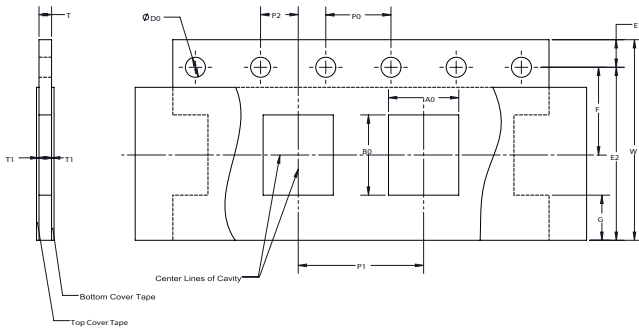 T
ϕD0
P2
P0
E
A0
F
B0
E2
W
T1
T1
G
P1
Center Lines of Cavity
Bottom Cover Tape
Top Cover Tape